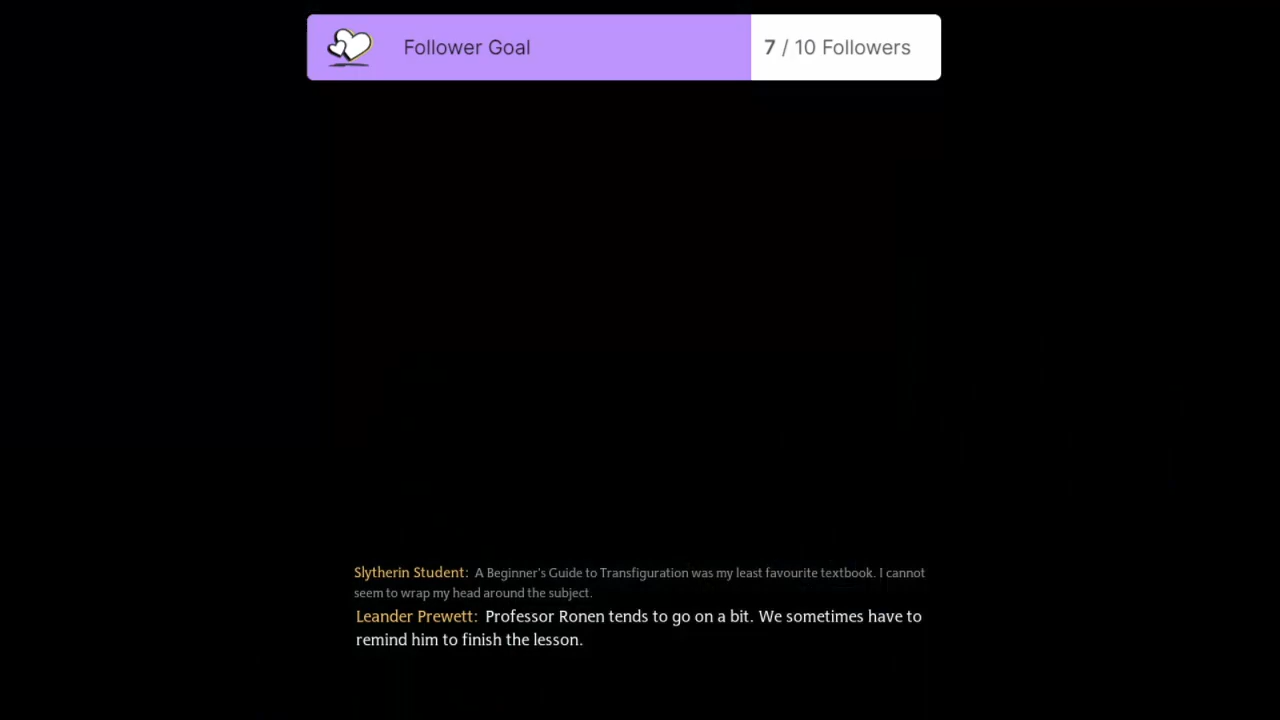 Follower Goal 7 / 10 Followers
Slytherin Student: A Beginner's Guide to Transfiguration was my least favourite textbook. I cannot
seem to wrap my head around the subject.
Leander Prewett: Professor Ronen tends to go on a bit. We sometimes have to
remind him to finish the lesson.